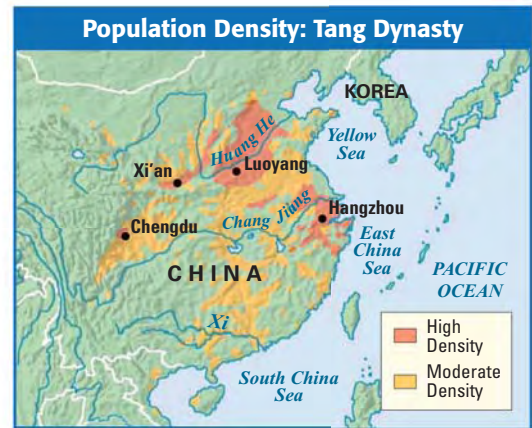 Population Density: Tang Dynasty
KOREA
Huang He
Yellow
Sea
Xi'an
Luoyang
Chengdu
Chang Jiang
Hangzhou
East
China
Sea
CHINA
PACIFIC
OCEAN
Xi
High
Density
Moderate
Density
South China
Sea